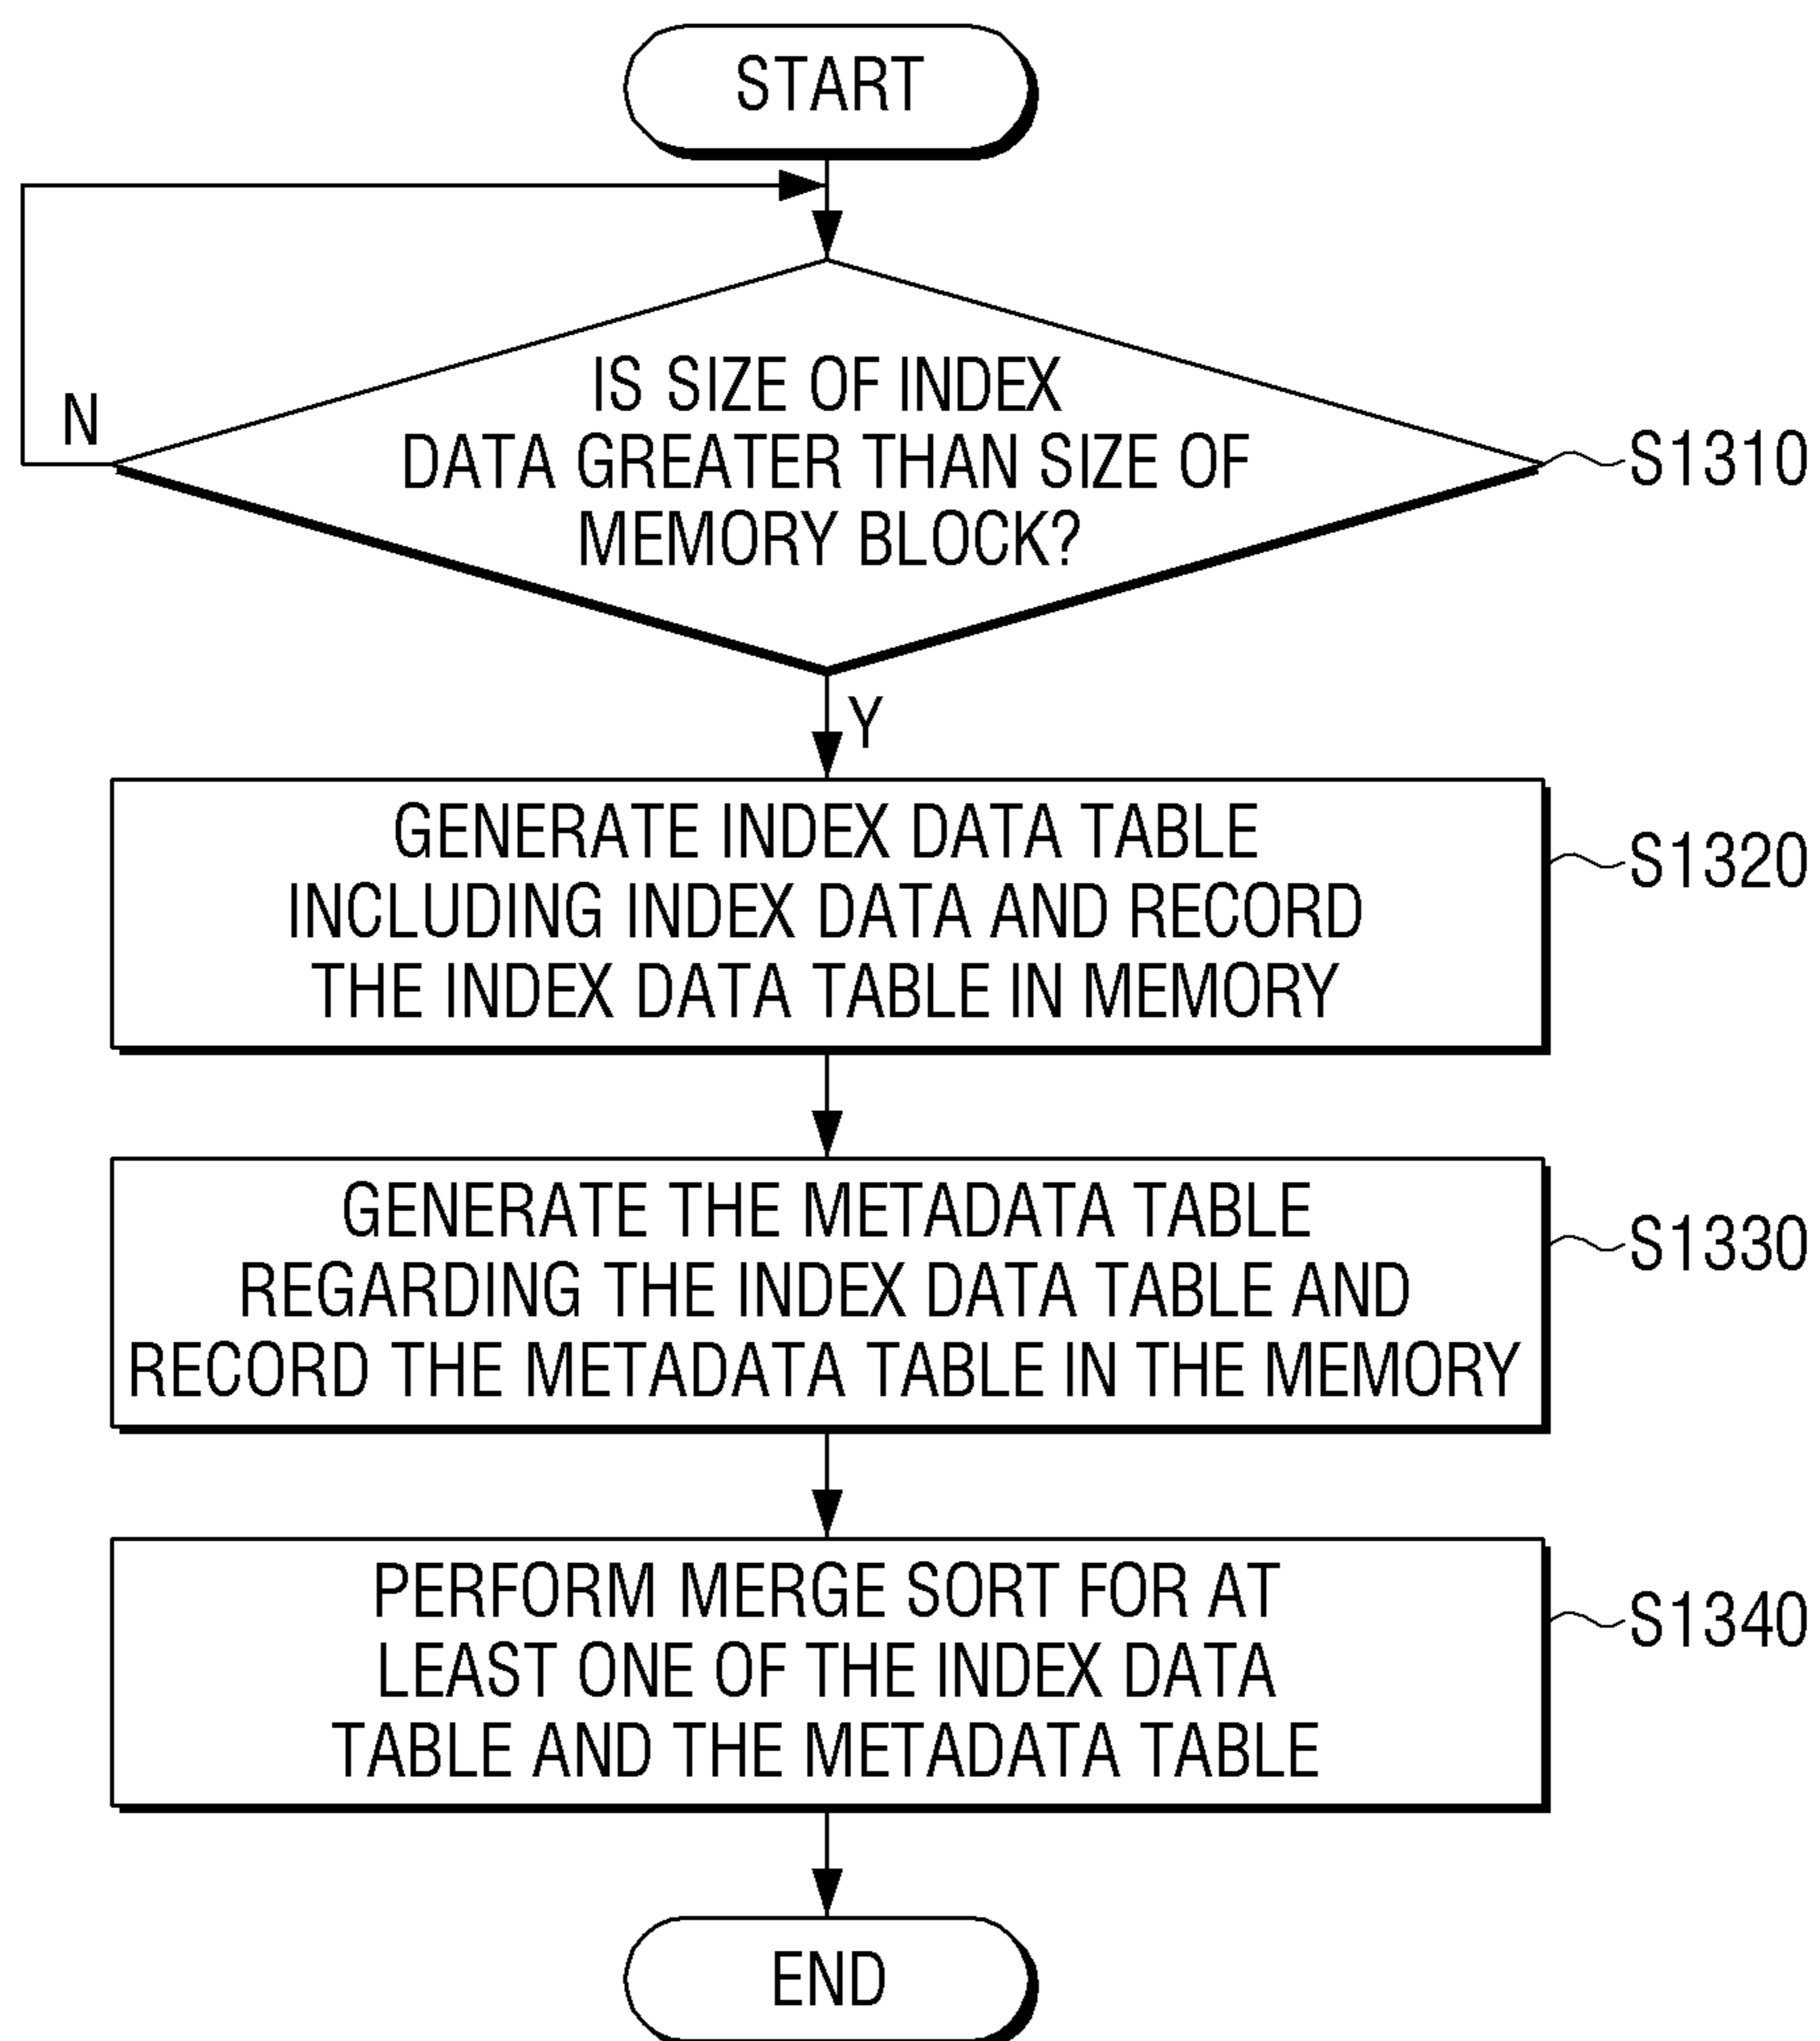 START
N
IS SIZE OF INDEX
DATA GREATER THAN SIZE OF
MEMORY BLOCK?
S1310
Y
GENERATE INDEX DATA TABLE
INCLUDING INDEX DATA AND RECORD
THE INDEX DATA TABLE IN MEMORY
S1320
GENERATE THE METADATA TABLE
REGARDING THE INDEX DATA TABLE AND
RECORD THE METADATA TABLE IN THE MEMORY
S1330
PERFORM MERGE SORT FOR AT
LEAST ONE OF THE INDEX DATA
TABLE AND THE METADATA TABLE
S1340
END